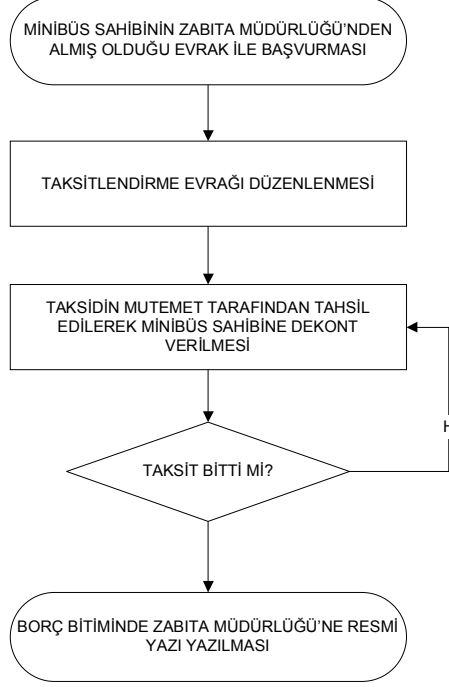 MİNİBÜS SAHİBİNİN ZABITA MÜDÜRLÜĞÜ’NDEN
ALMIŞ OLDUĞU EVRAK İLE BAŞVURMASI
TAKSİTLENDİRME EVRAĞI DÜZENLENMESİ
TAKSİDİN MUTEMET TARAFINDAN TAHSİL
EDİLEREK MİNİBÜS SAHİBİNE DEKONT
VERİLMESİ
TAKSİT BİTTİ Mİ?
BORÇ BİTİMİNDE ZABITA MÜDÜRLÜĞÜ’NE RESMİ
YAZI YAZILMASI